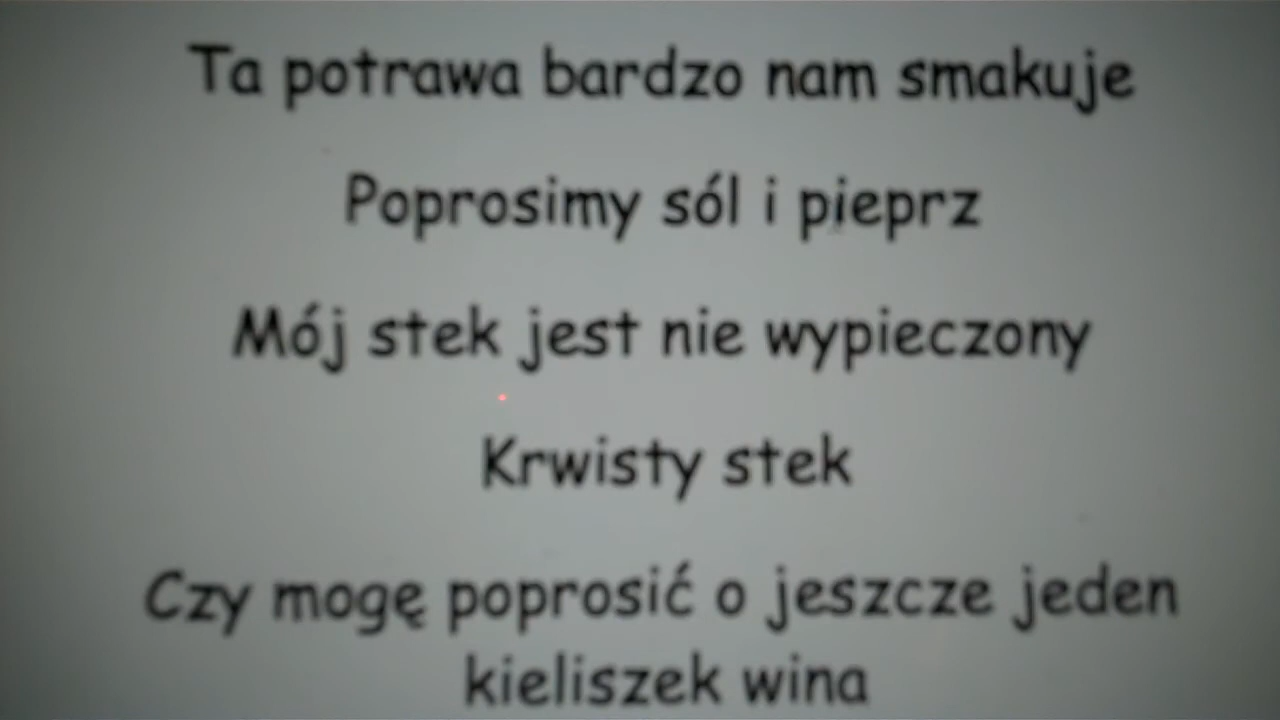 Ta potrawa bardzo nam smakuje
Poprosimy sól i pieprz
Mój stek jest nie wypieczony
Krwisty stek
Czy mogę poprosić o jeszcze jeden
kieliszek wina